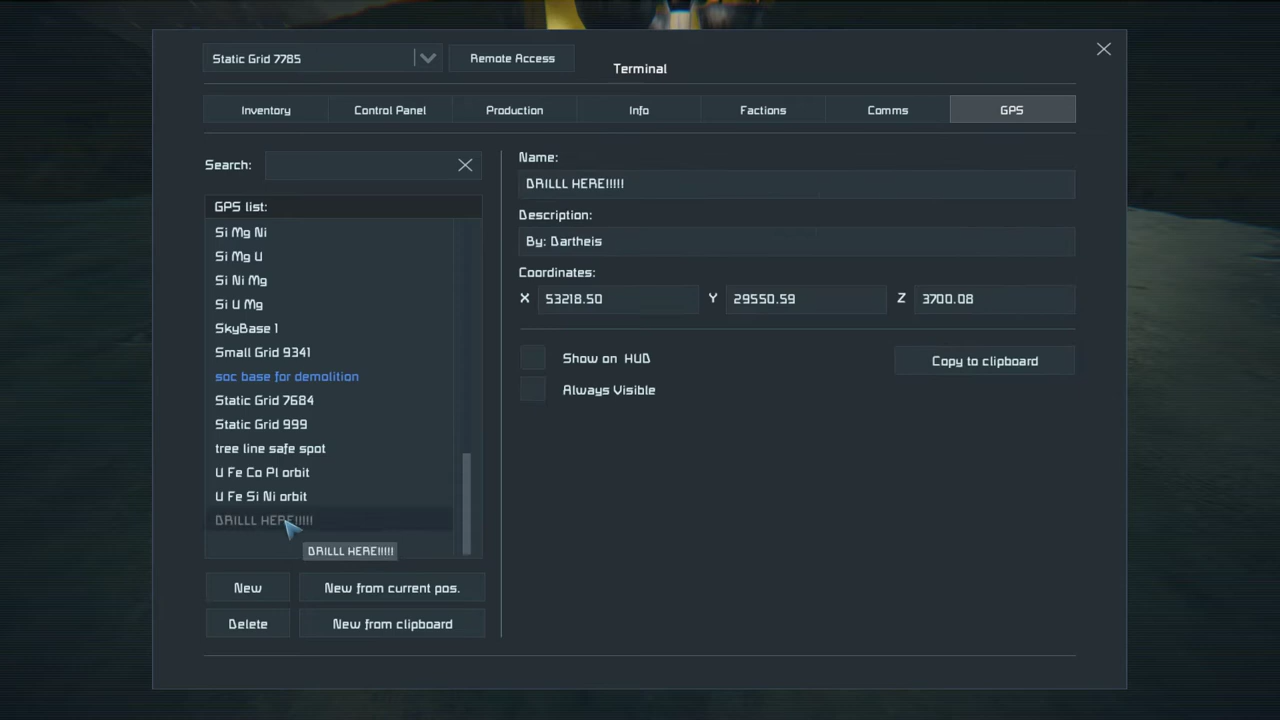 Static Grid 7785
Remote Access
Terminal
Inventory
Control Panel
Production
Info
Factions
Comms
GPS
Search:
GPS list:
Si Mg Ni
Si Mg U
Si Ni Mg
Si U Mg
SkyBase 1
Small Grid 9341
soc base for demolition
Static Grid 7684
Static Grid 999
tree line safe spot
U Fe Co Pl orbit
U Fe Si Ni orbit
DRILLL HERE!!!!!
DRILLL HERE!!!!!
New
New from current pos.
Delete
New from clipboard
Name:
DRILLL HERE!!!!!
Description:
By: Dartheis
Coordinates:
X 53218.50 Y 29550.59 Z 3700.08
Show on HUD
Copy to clipboard
Always Visible